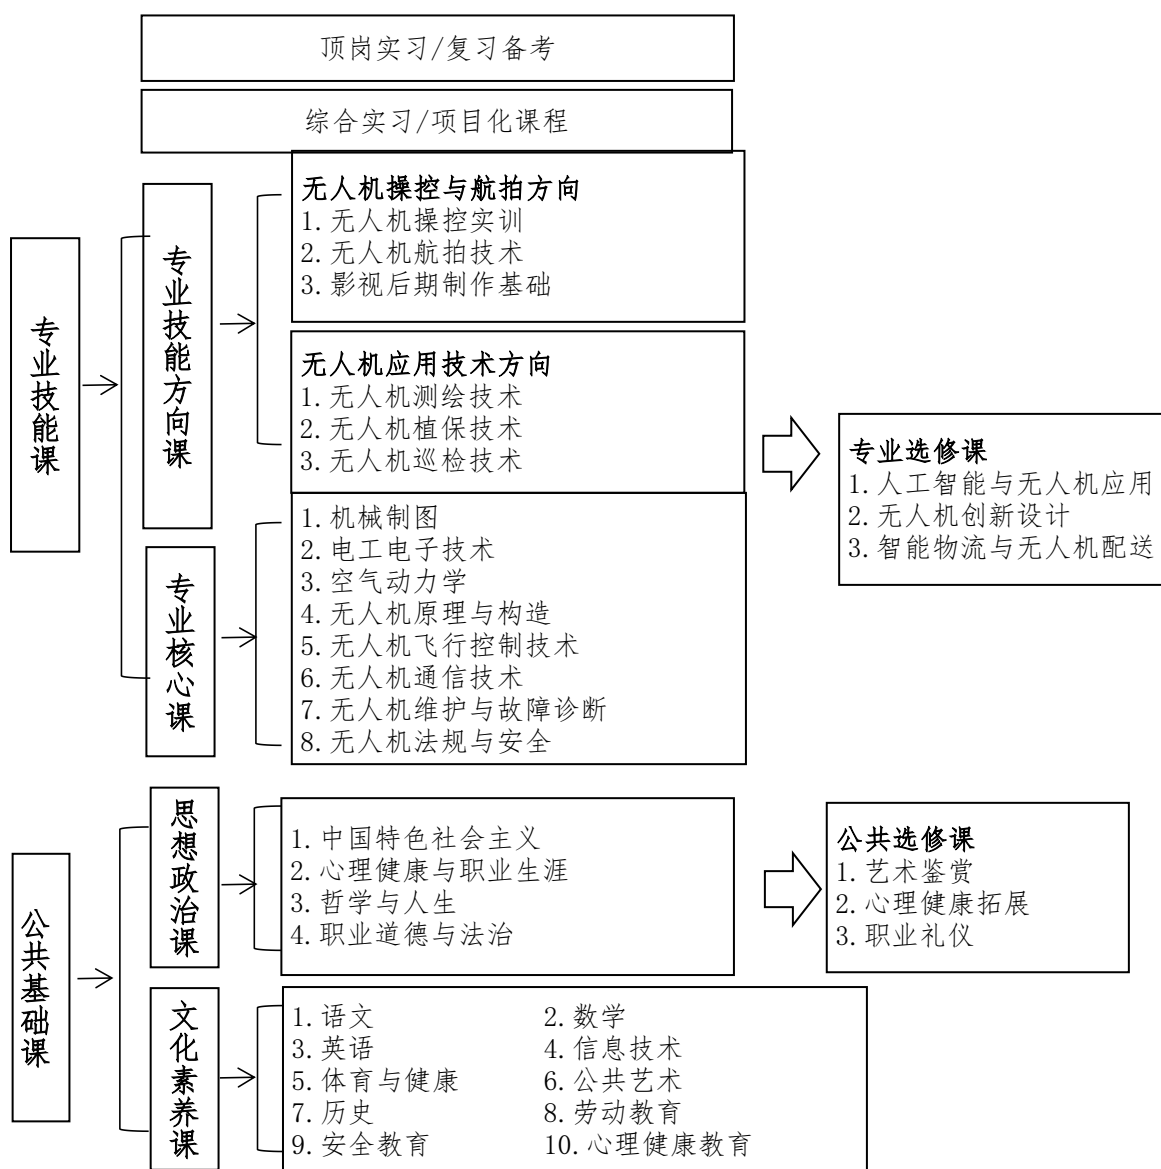 顶岗实习/复习备考
综合实习/项目化课程
专业技能课
专业技能方向课
无人机操控与航拍方向
1.无人机操控实训
2.无人机航拍技术
3.影视后期制作基础
无人机应用技术方向
1.无人机测绘技术
2.无人机植保技术
3.无人机巡检技术
专业核心课
1.机械制图
2.电工电子技术
3.空气动力学
4.无人机原理与构造
5.无人机飞行控制技术
6.无人机通信技术
7.无人机维护与故障诊断
8.无人机法规与安全
专业选修课
1.人工智能与无人机应用
2.无人机创新设计
3.智能物流与无人机配送
公共基础课
思想政治课
1.中国特色社会主义
2.心理健康与职业生涯
3.哲学与人生
4.职业道德与法治
公共选修课
1.艺术鉴赏
2.心理健康拓展
3.职业礼仪
文化素养课
1.语文 2.数学
3.英语 4.信息技术
5.体育与健康 6.公共艺术
7.历史 8.劳动教育
9.安全教育 10.心理健康教育